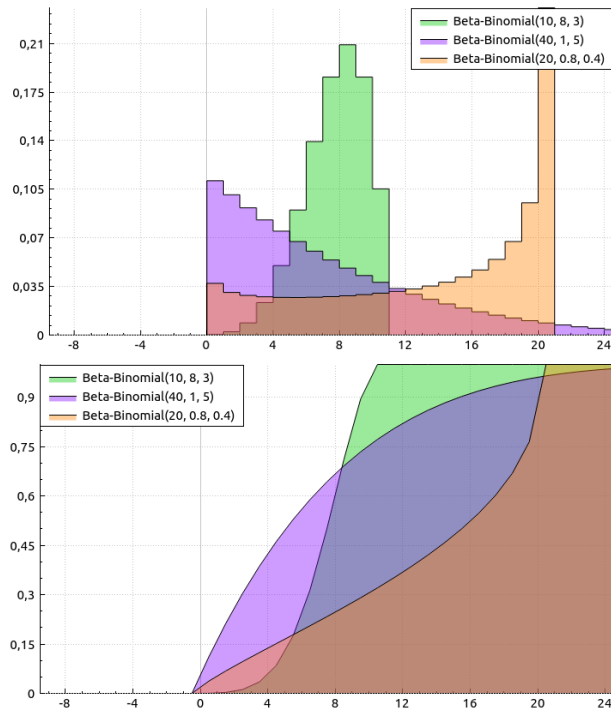 0,21
0,175
0,14
0,105
0,07
0,035
0
Beta-Binomial(10, 8, 3)
Beta-Binomial(40, 1, 5)
Beta-Binomial(20, 0.8, 0.4)
-8 -4 0 4 8 12 16 20 24
0,9
0,75
0,6
0,45
0,3
0,15
0
Beta-Binomial(10, 8, 3)
Beta-Binomial(40, 1, 5)
Beta-Binomial(20, 0.8, 0.4)
-8 -4 0 4 8 12 16 20 24